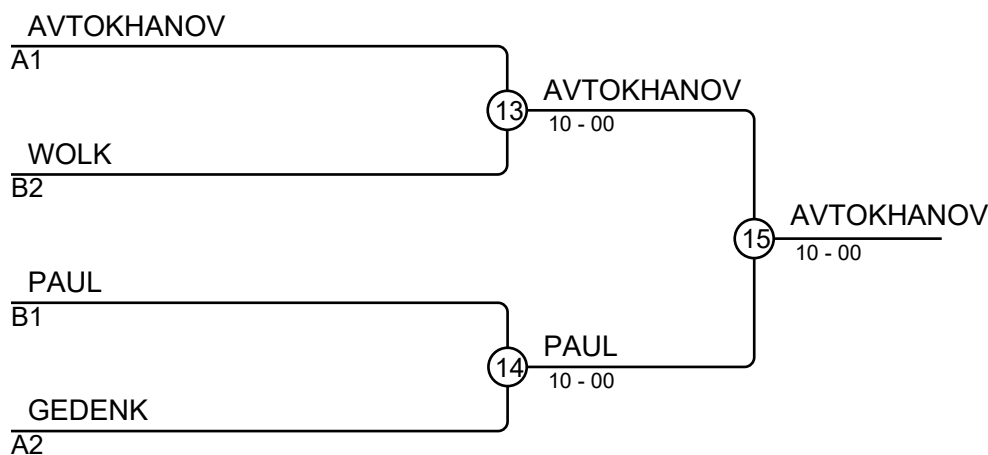 AVTOKHANOV
A1
13
AVTOKHANOV
10 - 00
WOLK
B2
15
AVTOKHANOV
10 - 00
PAUL
B1
14
PAUL
10 - 00
GEDENK
A2